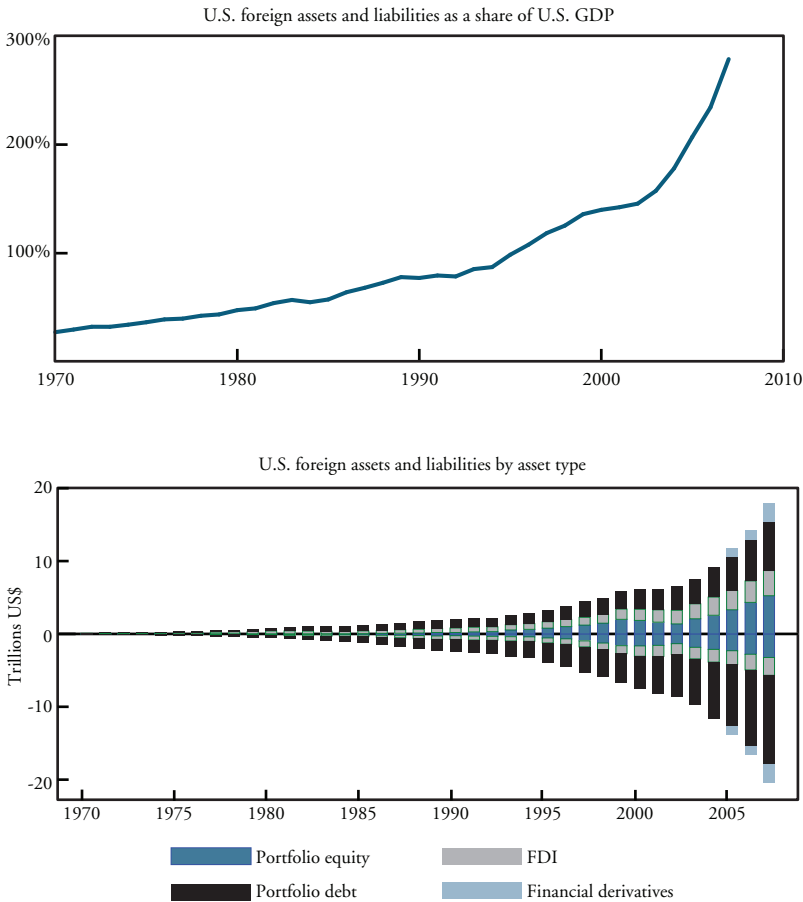 U.S. foreign assets and liabilities as a share of U.S. GDP
300%
200%
100%
1970 1980 1990 2000 2010
U.S. foreign assets and liabilities by asset type
Trillions US$
20
10
0
-10
-20
1970 1975 1980 1985 1990 1995 2000 2005
Portfolio equity FDI
Portfolio debt Financial derivatives